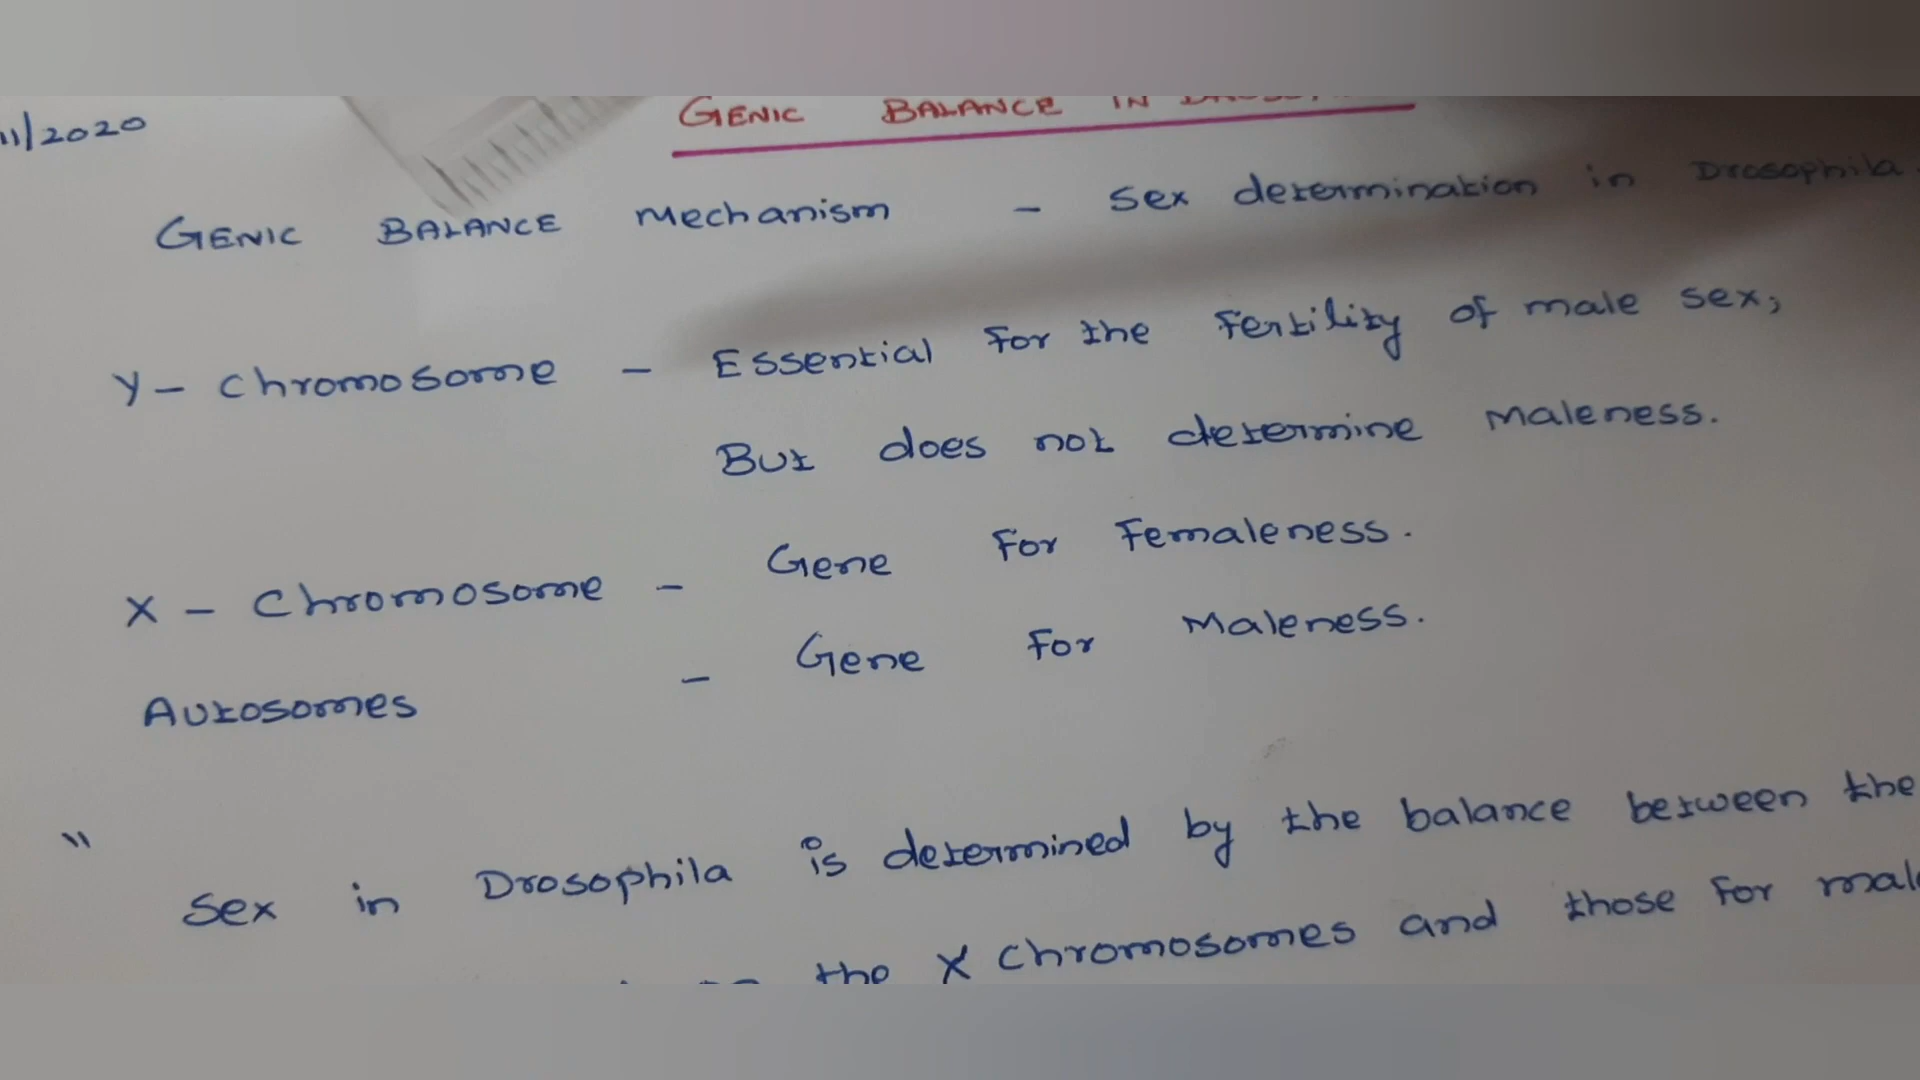 11/2020
GENIC BALANCE IN
GENIC BALANCE Mechanism - Sex determination in Drosophila.
Y- Chromosome - Essential For the Fertility of male sex;
But does not determine Maleness.
X - Chromosome - Gene For Femaleness.
Autosomes - Gene For Maleness.
"
Sex in Drosophila is determined by the balance between the
the X chromosomes and those For